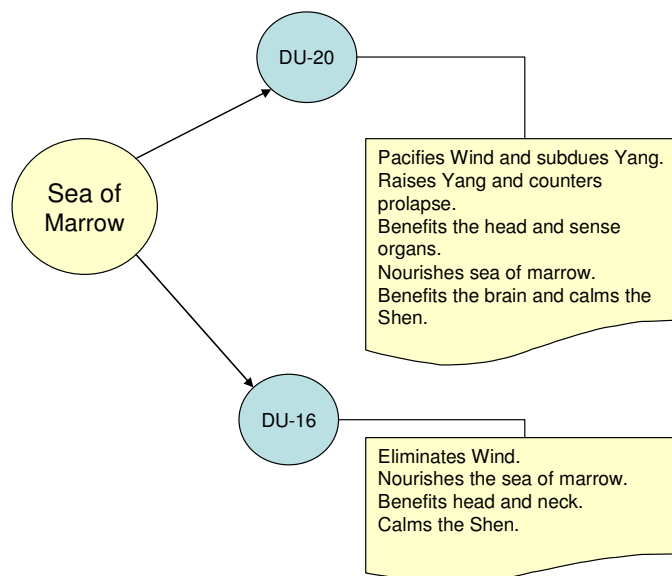 DU-20
Sea of
Marrow
Pacifies Wind and subdues Yang.
Raises Yang and counters
prolapse.
Benefits the head and sense
organs.
Nourishes sea of marrow.
Benefits the brain and calms the
Shen.
DU-16
Eliminates Wind.
Nourishes the sea of marrow.
Benefits head and neck.
Calms the Shen.